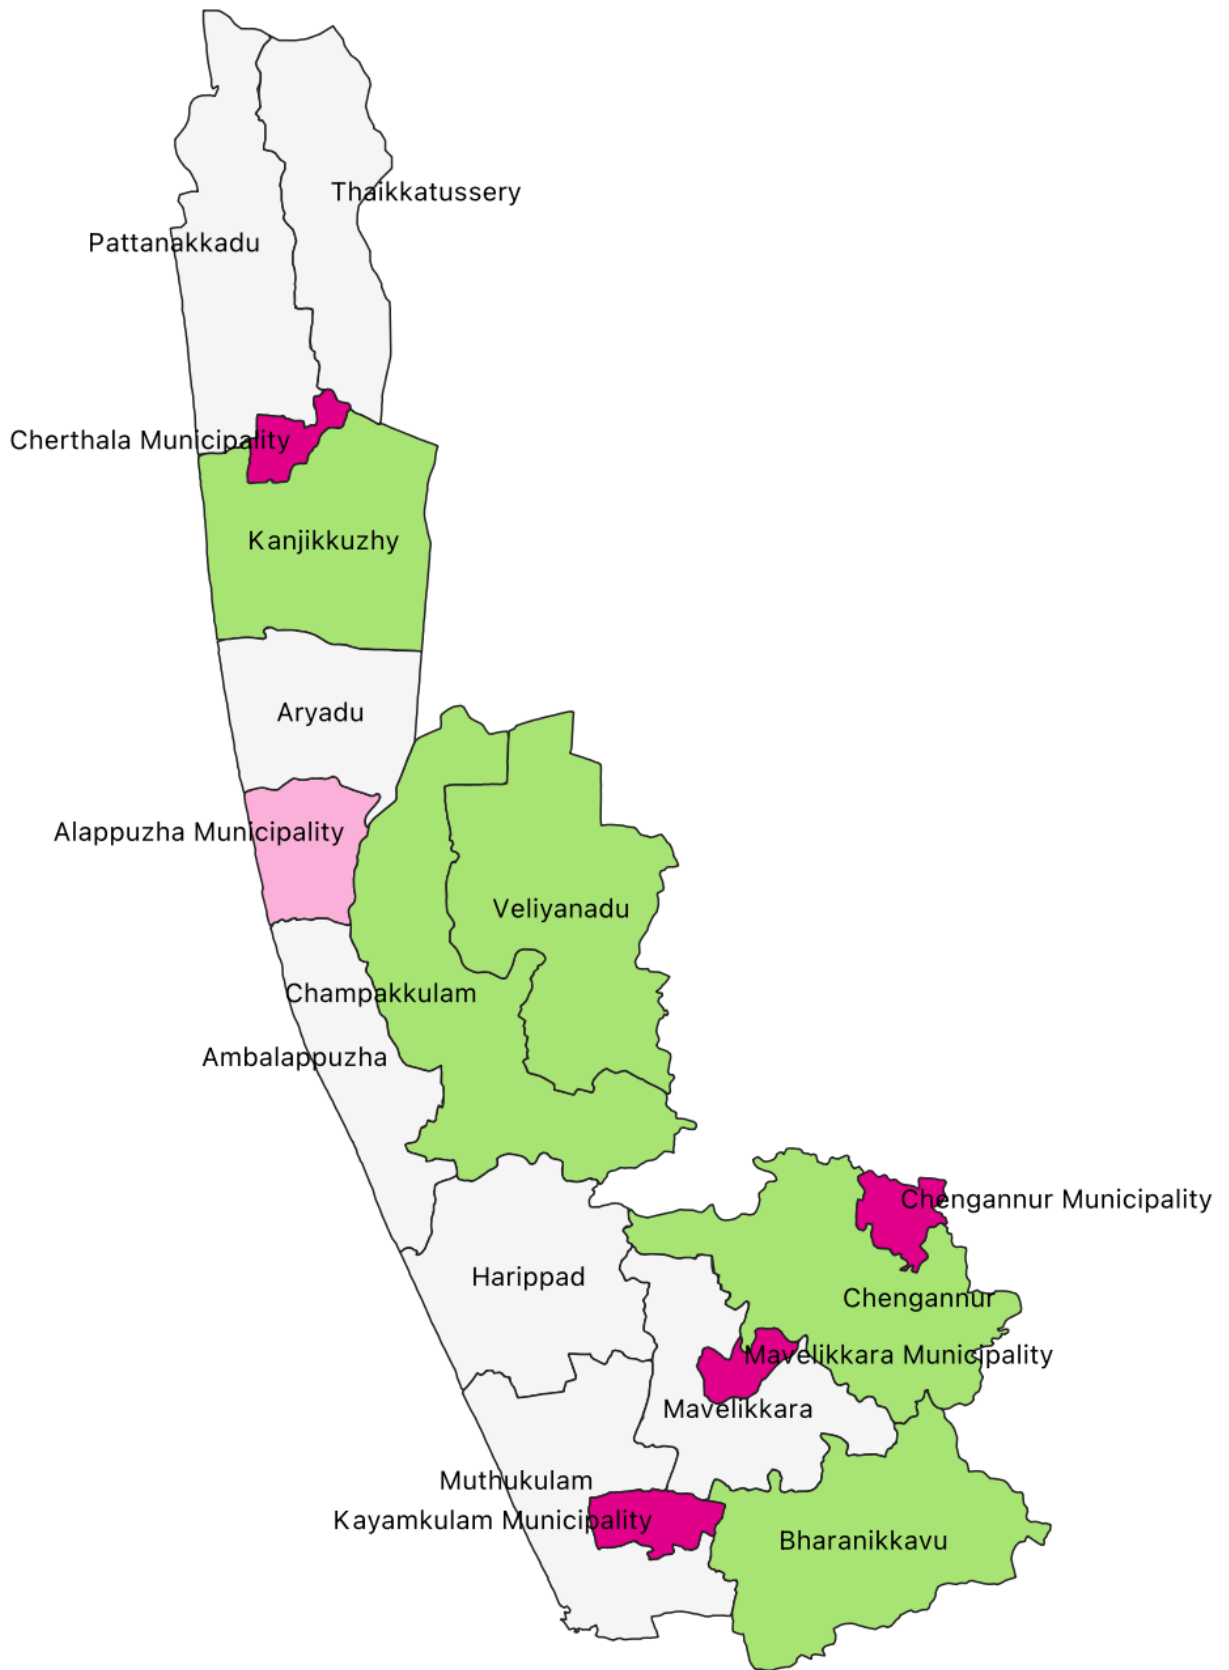 Thaikkatussery
Pattanakkadu
Cherthala Municipality
Kanjikkuzhy
Aryadu
Alappuzha Municipality
Veliyanadu
Champakkulam
Ambalappuzha
Chengannur Municipality
Harippad
Chengannur
Mavelikkara Municipality
Mavelikkara
Muthukulam
Kayamkulam Municipality
Bharanikkavu